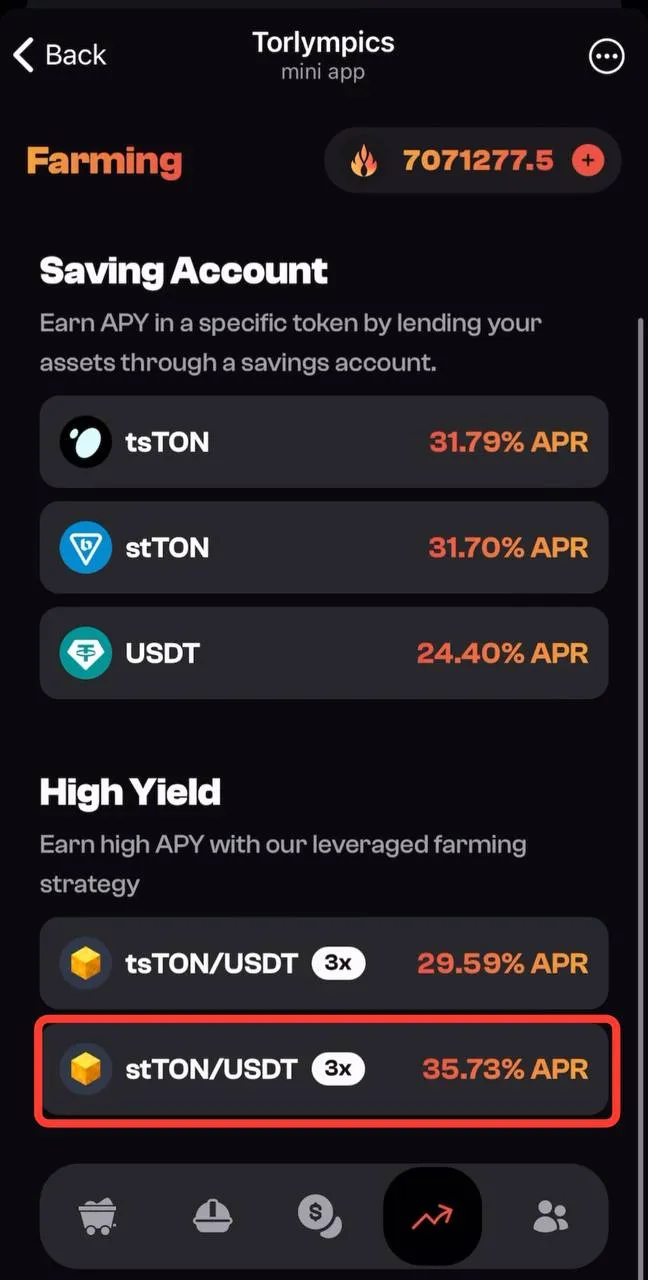 Back
Torlympics
mini app
Farming
7071277.5
Saving Account
Earn APY in a specific token by lending your
assets through a savings account.
tsTON 31.79% APR
stTON 31.70% APR
USDT 24.40% APR
High Yield
Earn high APY with our leveraged farming
strategy
tsTON/USDT 3x 29.59% APR
stTON/USDT 3x 35.73% APR